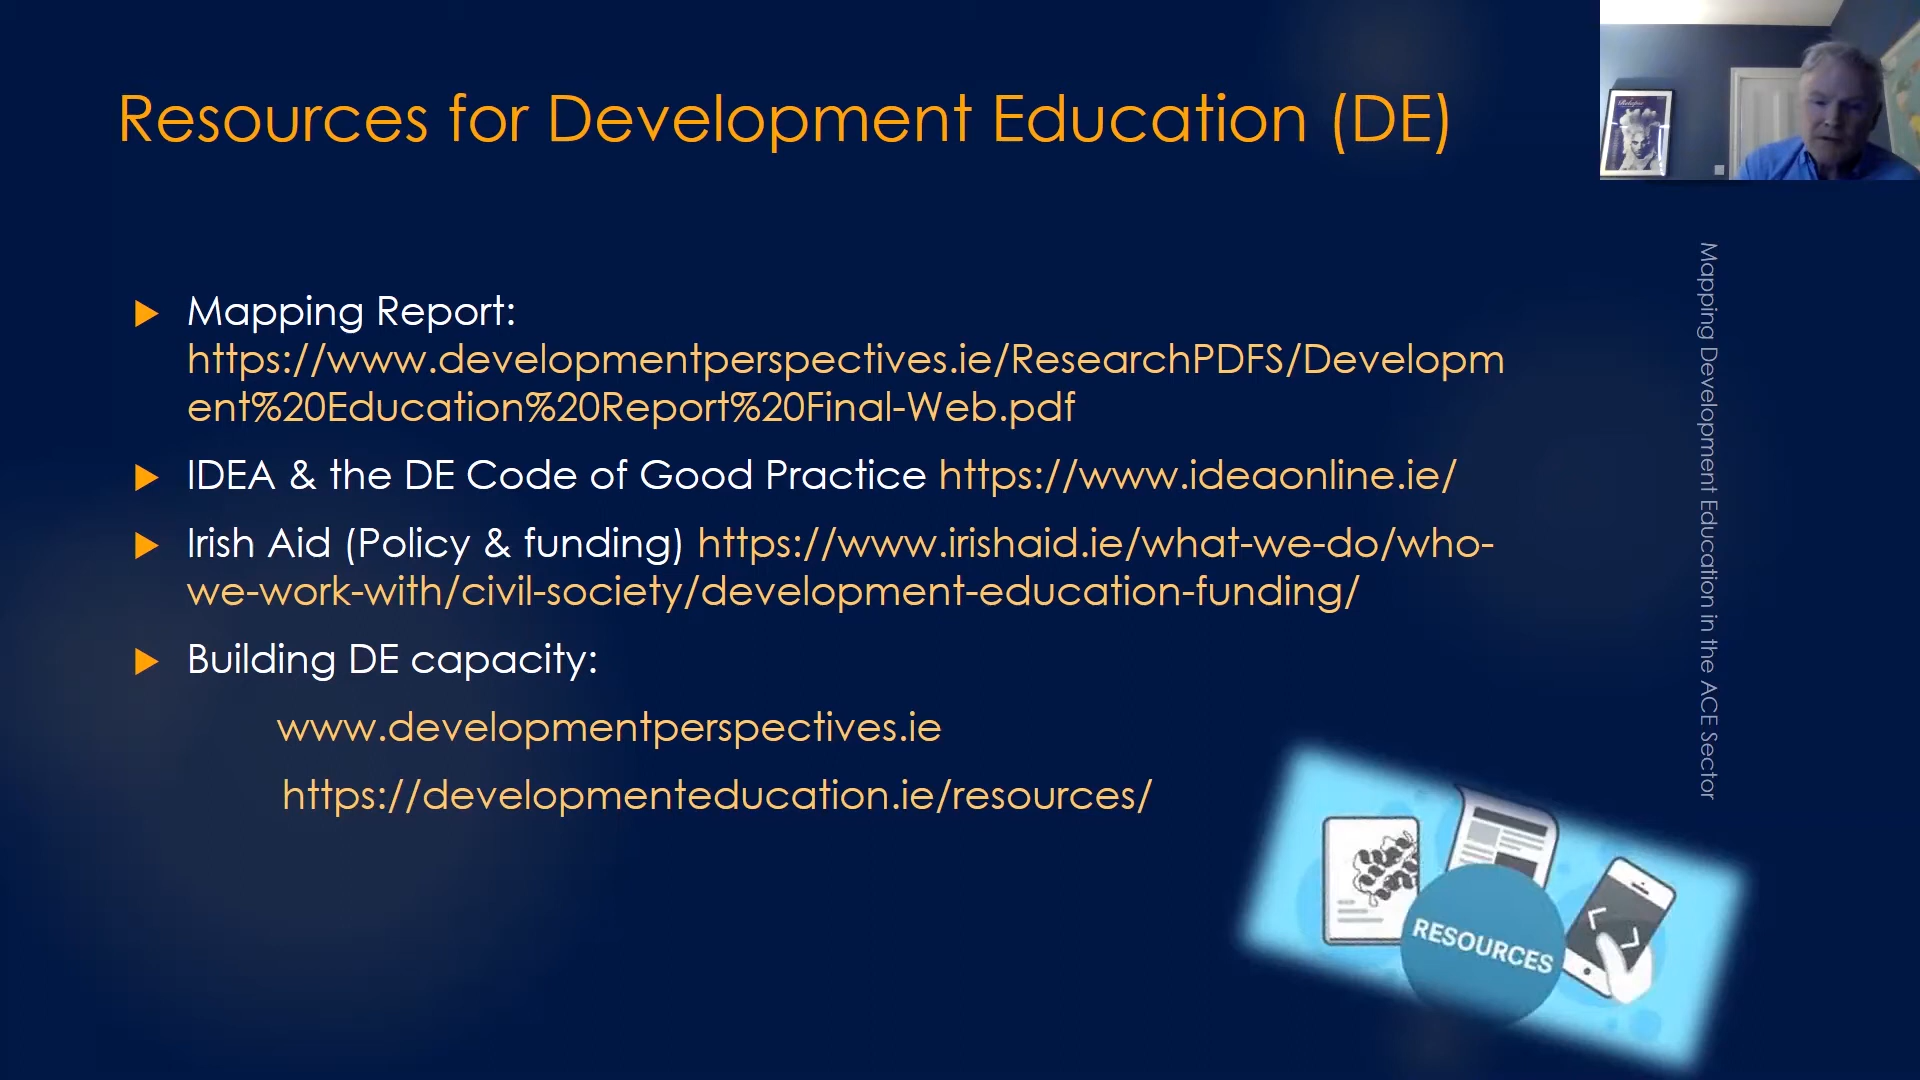 Resources for Development Education (DE)
Mapping Report:
https://www.developmentperspectives.ie/ResearchPDFS/Developm
ent%20Education%20Report%20Final-Web.pdf
IDEA & the DE Code of Good Practice https://www.ideaonline.ie/
Irish Aid (Policy & funding) https://www.irishaid.ie/what-we-do/who-
we-work-with/civil-society/development-education-funding/
Building DE capacity:
www.developmentperspectives.ie
https://developmenteducation.ie/resources/
Mapping Development Education in the ACE Sector
RESOURCES